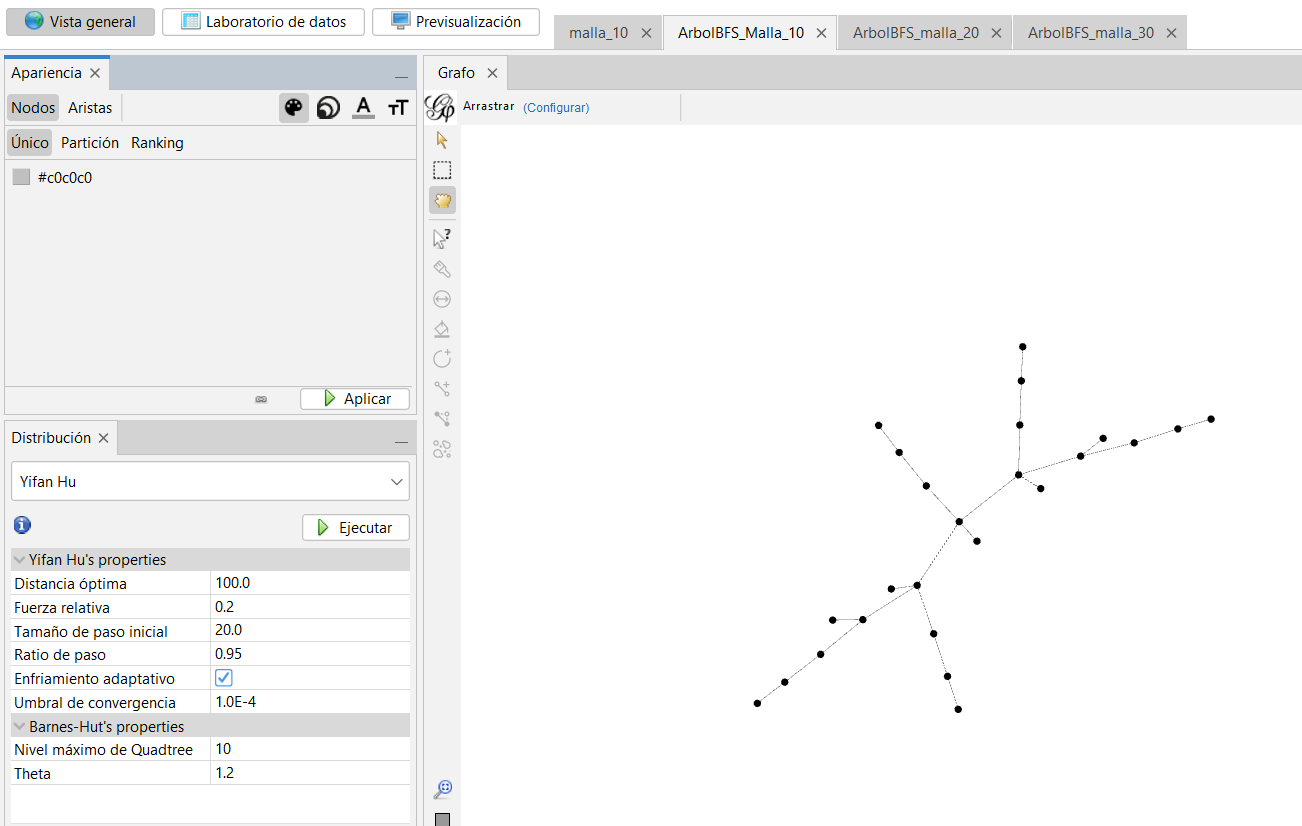 Vista general
Laboratorio de datos
Previsualización
malla_10
ArbolBFS_Malla_10
ArbolBFS_malla_20
ArbolBFS_malla_30
Apariencia
Grafo
Nodos Aristas
A
TT
Arrastrar (Configurar)
Único Partición Ranking
#c0c0c0
Aplicar
Distribución
Yifan Hu
Ejecutar
Yifan Hu's properties
Distancia óptima 100.0
Fuerza relativa 0.2
Tamaño de paso inicial 20.0
Ratio de paso 0.95
Enfriamiento adaptativo
Umbral de convergencia 1.0E-4
Barnes-Hut's properties
Nivel máximo de Quadtree 10
Theta 1.2